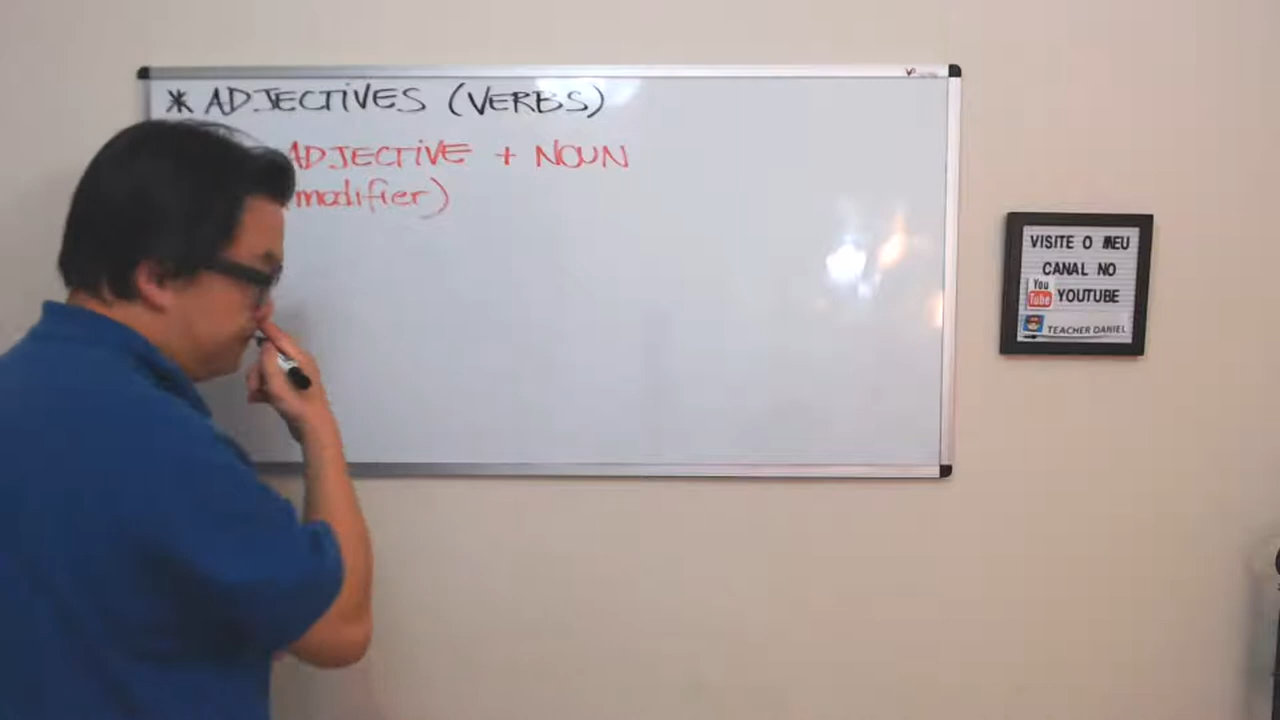 * ADJECTIVES (VERBS)
ADJECTIVE + NOUN
(modifier)
VISITE O MEU
CANAL NO
You Tube YOUTUBE
TEACHER DANIEL